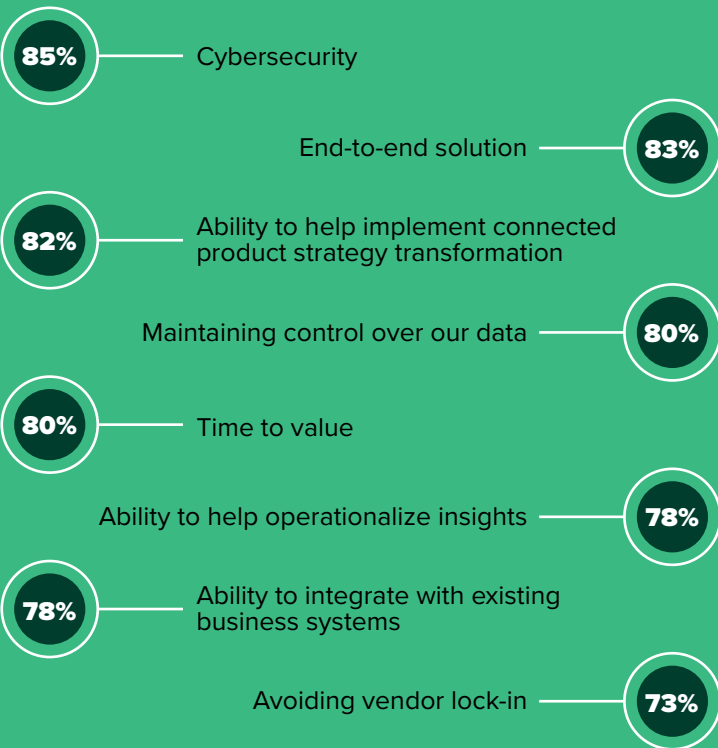 85%
Cybersecurity
End-to-end solution
83%
82%
Ability to help implement connected
product strategy transformation
Maintaining control over our data
80%
80%
Time to value
Ability to help operationalize insights
78%
78%
Ability to integrate with existing
business systems
Avoiding vendor lock-in
73%